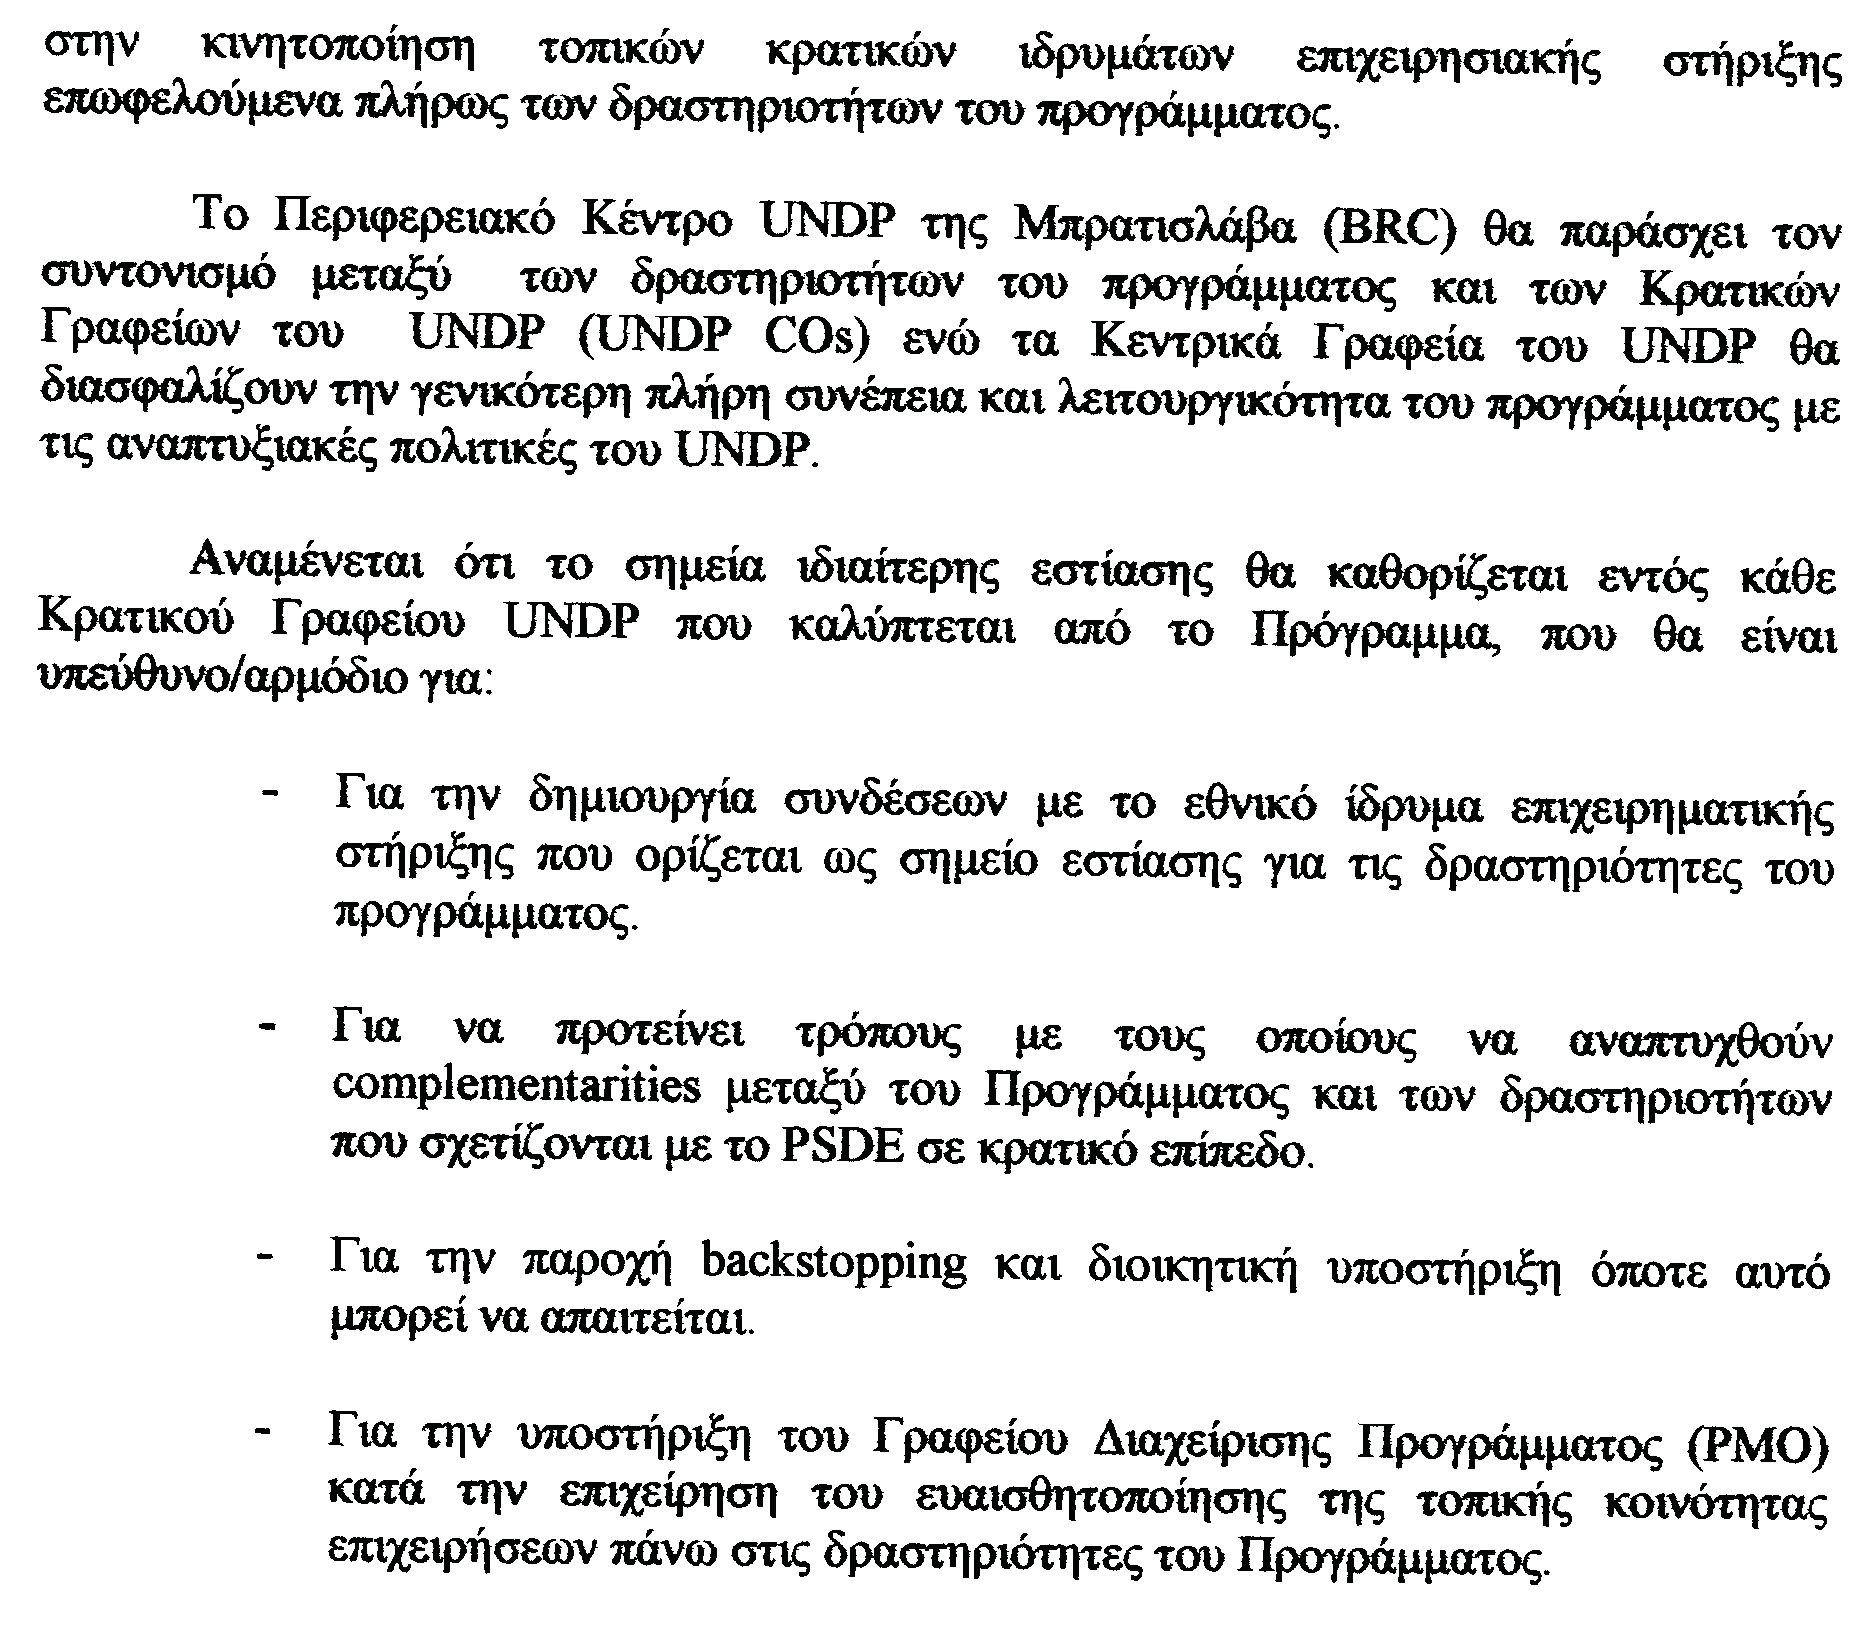 στην κινητοποίηση τοπικών κρατικών ιδρυμάτων επιχειρησιακής στήριξης
επωφελούμενα πλήρως των δραστηριοτήτων του προγράμματος.
Το Περιφερειακό Κέντρο UNDP της Μπρατισλάβα (BRC) θα παράσχει τον
συντονισμό μεταξύ των δραστηριοτήτων του προγράμματος και των Κρατικών
Γραφείων του UNDP (UNDP COs) ενώ τα Κεντρικά Γραφεία του UNDP θα
διασφαλίζουν την γενικότερη πλήρη συνέπεια και λειτουργικότητα του προγράμματος με
τις αναπτυξιακές πολιτικές του UNDP.
Αναμένεται ότι το σημεία ιδιαίτερης εστίασης θα καθορίζεται εντός κάθε
Κρατικού Γραφείου UNDP που καλύπτεται από το Πρόγραμμα, που θα είναι
υπεύθυνο/αρμόδιο για:
- Για την δημιουργία συνδέσεων με το εθνικό ίδρυμα επιχειρηματικής
στήριξης που ορίζεται ως σημείο εστίασης για τις δραστηριότητες του
προγράμματος.
- Για να προτείνει τρόπους με τους οποίους να αναπτυχθούν
complementarities μεταξύ του Προγράμματος και των δραστηριοτήτων
που σχετίζονται με το PSDE σε κρατικό επίπεδο.
- Για την παροχή backstopping και διοικητική υποστήριξη όποτε αυτό
μπορεί να απαιτείται.
- Για την υποστήριξη του Γραφείου Διαχείρισης Προγράμματος (PMO)
κατά την επιχείρηση του ευαισθητοποίησης της τοπικής κοινότητας
επιχειρήσεων πάνω στις δραστηριότητες του Προγράμματος.